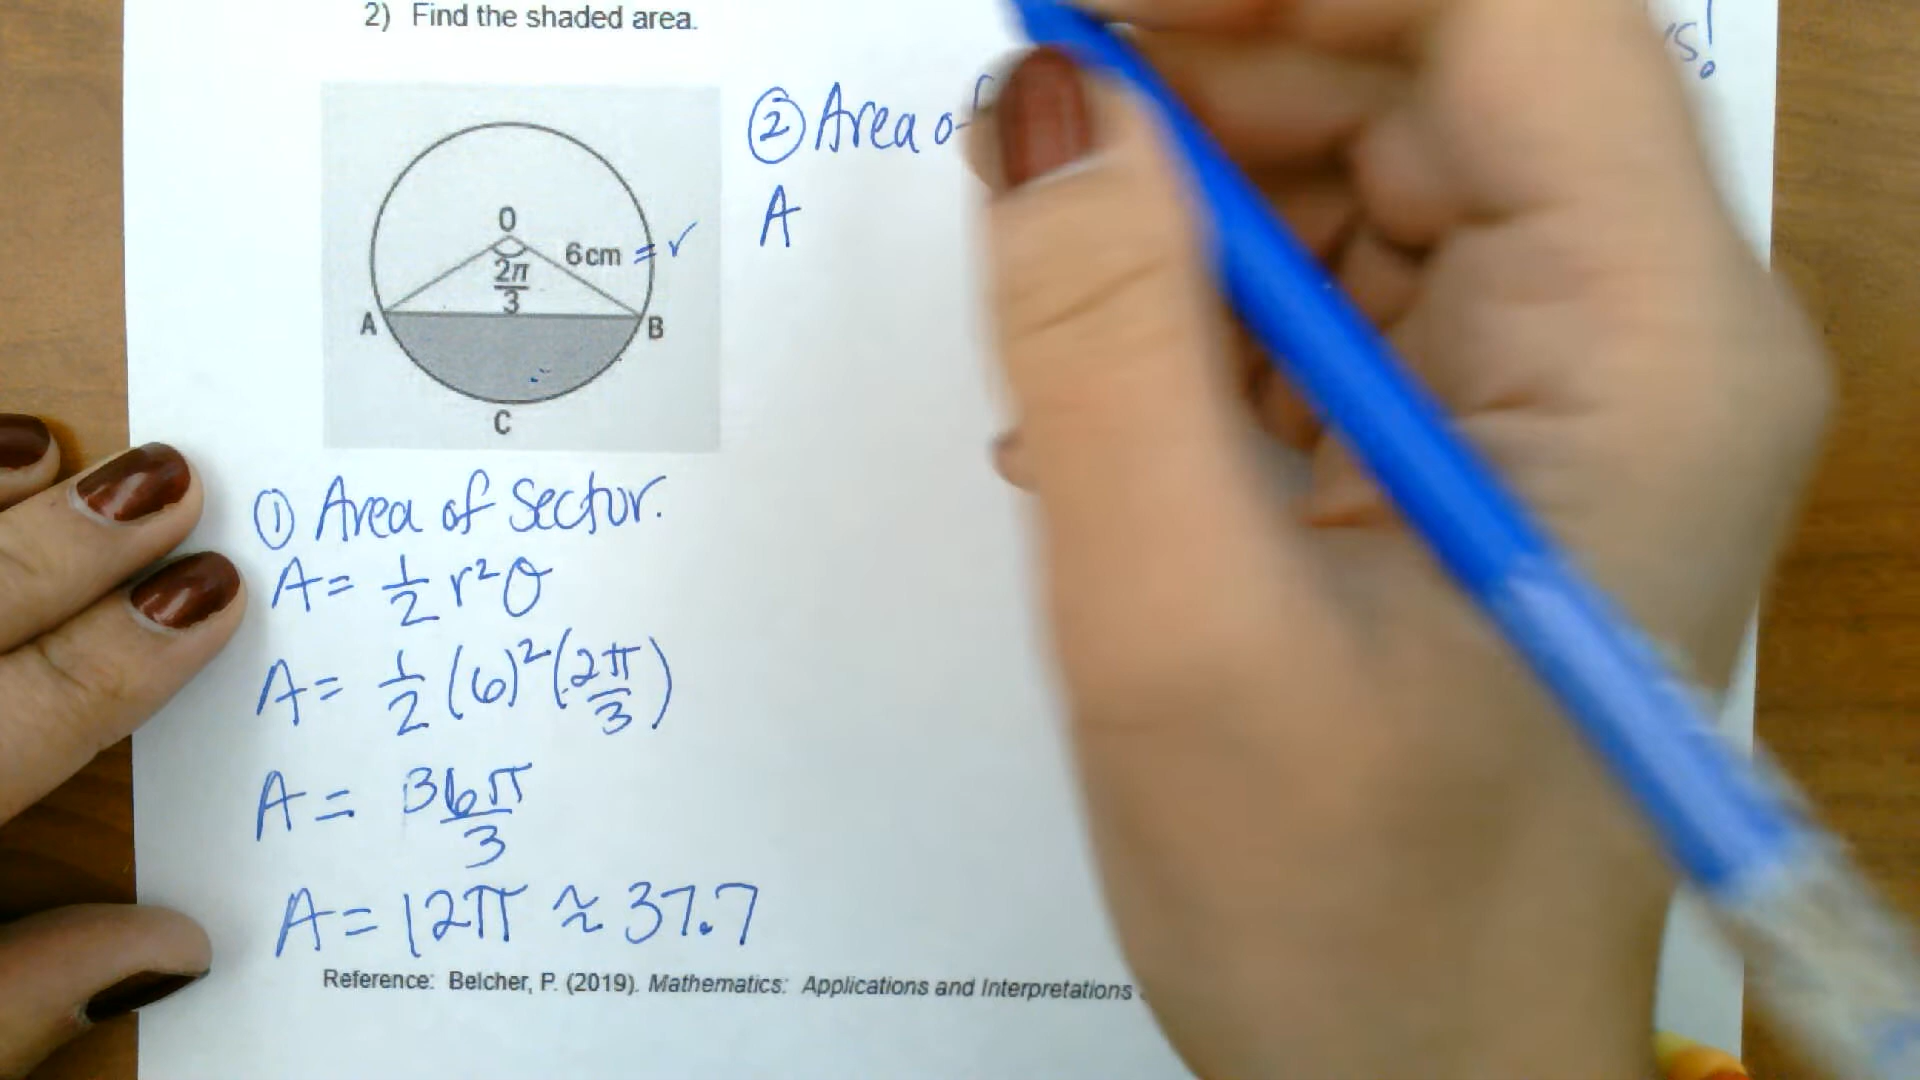 2) Find the shaded area.
s!
O
6cm = r
2π
3
A
B
C
② Area of
A
① Area of Sector.
A = 1/2 r²θ
A = 1/2 (6)² (2π/3)
A = 36π/3
A = 12π ≈ 37.7
Reference: Belcher, P. (2019). Mathematics: Applications and Interpretations